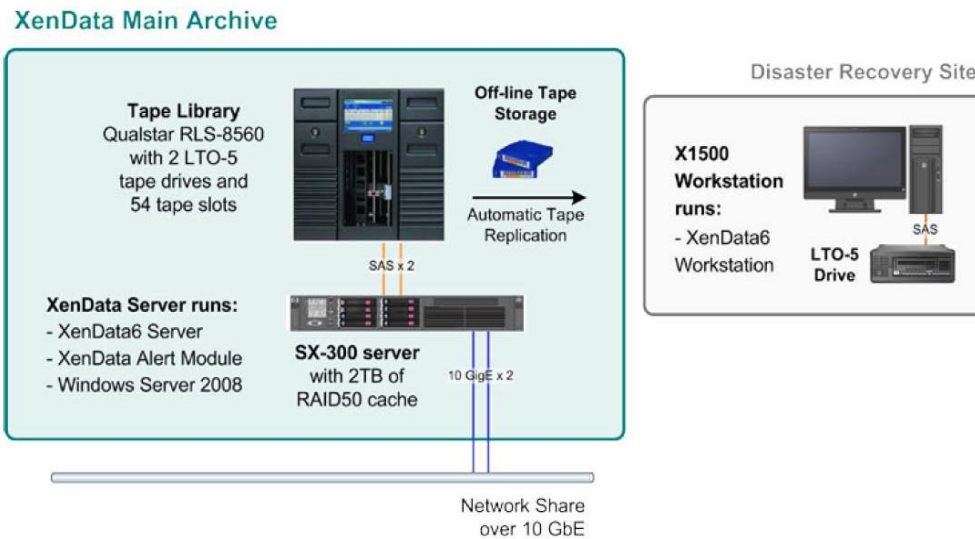 XenData Main Archive
Tape Library
Qualstar RLS-8560
with 2 LTO-5
tape drives and
54 tape slots
Off-line Tape
Storage
Automatic Tape
Replication
SAS x 2
XenData Server runs:
- XenData6 Server
- XenData Alert Module
- Windows Server 2008
SX-300 server
with 2TB of
RAID50 cache
10 GigE x 2
Network Share
over 10 GbE
Disaster Recovery Site
X1500
Workstation
runs:
- XenData6
Workstation
SAS
LTO-5
Drive